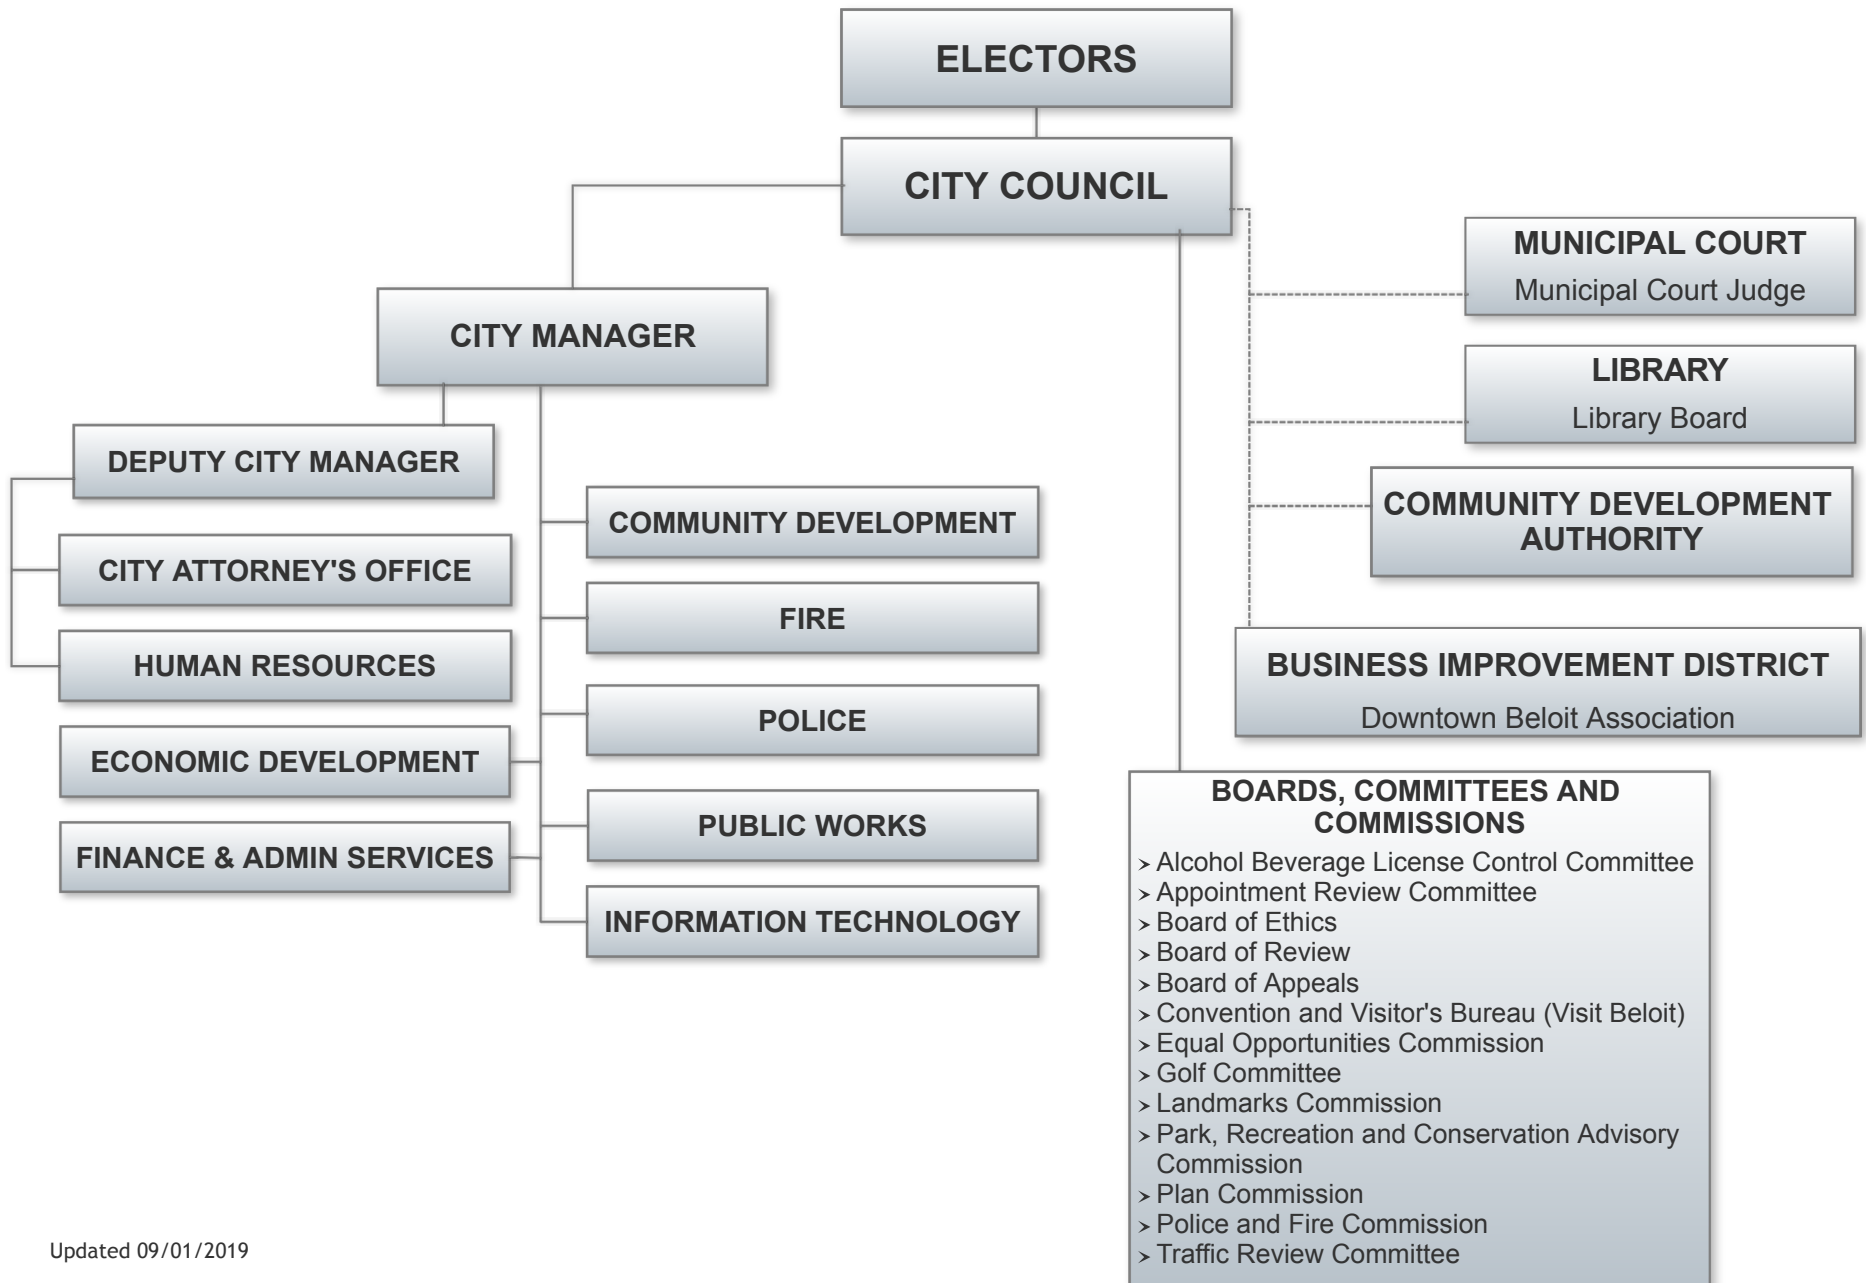 ELECTORS
CITY COUNCIL
CITY MANAGER
DEPUTY CITY MANAGER
CITY ATTORNEY'S OFFICE
HUMAN RESOURCES
ECONOMIC DEVELOPMENT
FINANCE & ADMIN SERVICES
COMMUNITY DEVELOPMENT
FIRE
POLICE
PUBLIC WORKS
INFORMATION TECHNOLOGY
MUNICIPAL COURT
Municipal Court Judge
LIBRARY
Library Board
COMMUNITY DEVELOPMENT
AUTHORITY
BUSINESS IMPROVEMENT DISTRICT
Downtown Beloit Association
BOARDS, COMMITTEES AND
COMMISSIONS
➢ Alcohol Beverage License Control Committee
➢ Appointment Review Committee
➢ Board of Ethics
➢ Board of Review
➢ Board of Appeals
➢ Convention and Visitor's Bureau (Visit Beloit)
➢ Equal Opportunities Commission
➢ Golf Committee
➢ Landmarks Commission
➢ Park, Recreation and Conservation Advisory
Commission
➢ Plan Commission
➢ Police and Fire Commission
➢ Traffic Review Committee
Updated 09/01/2019